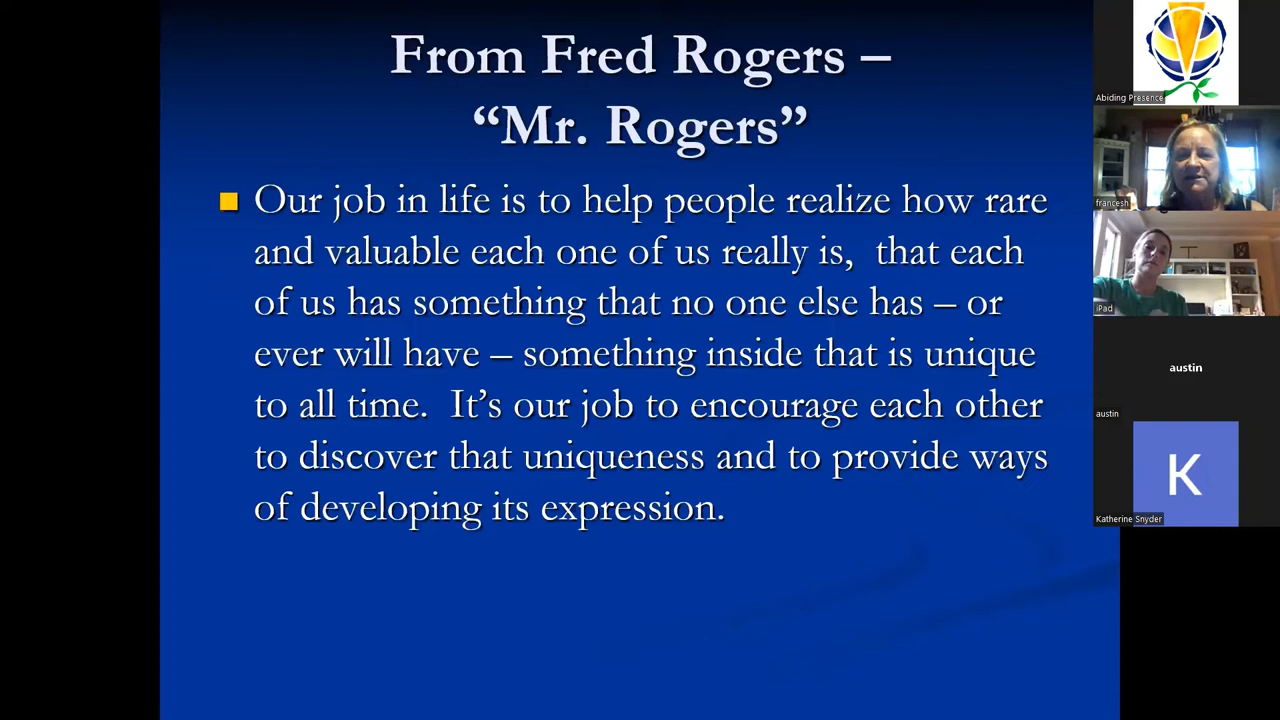 From Fred Rogers –
“Mr. Rogers”
Our job in life is to help people realize how rare
and valuable each one of us really is,  that each
of us has something that no one else has – or
ever will have – something inside that is unique
to all time.  It’s our job to encourage each other
to discover that uniqueness and to provide ways
of developing its expression.
Abiding Presence
francesh
iPad
austin
austin
K
Katherine Snyder